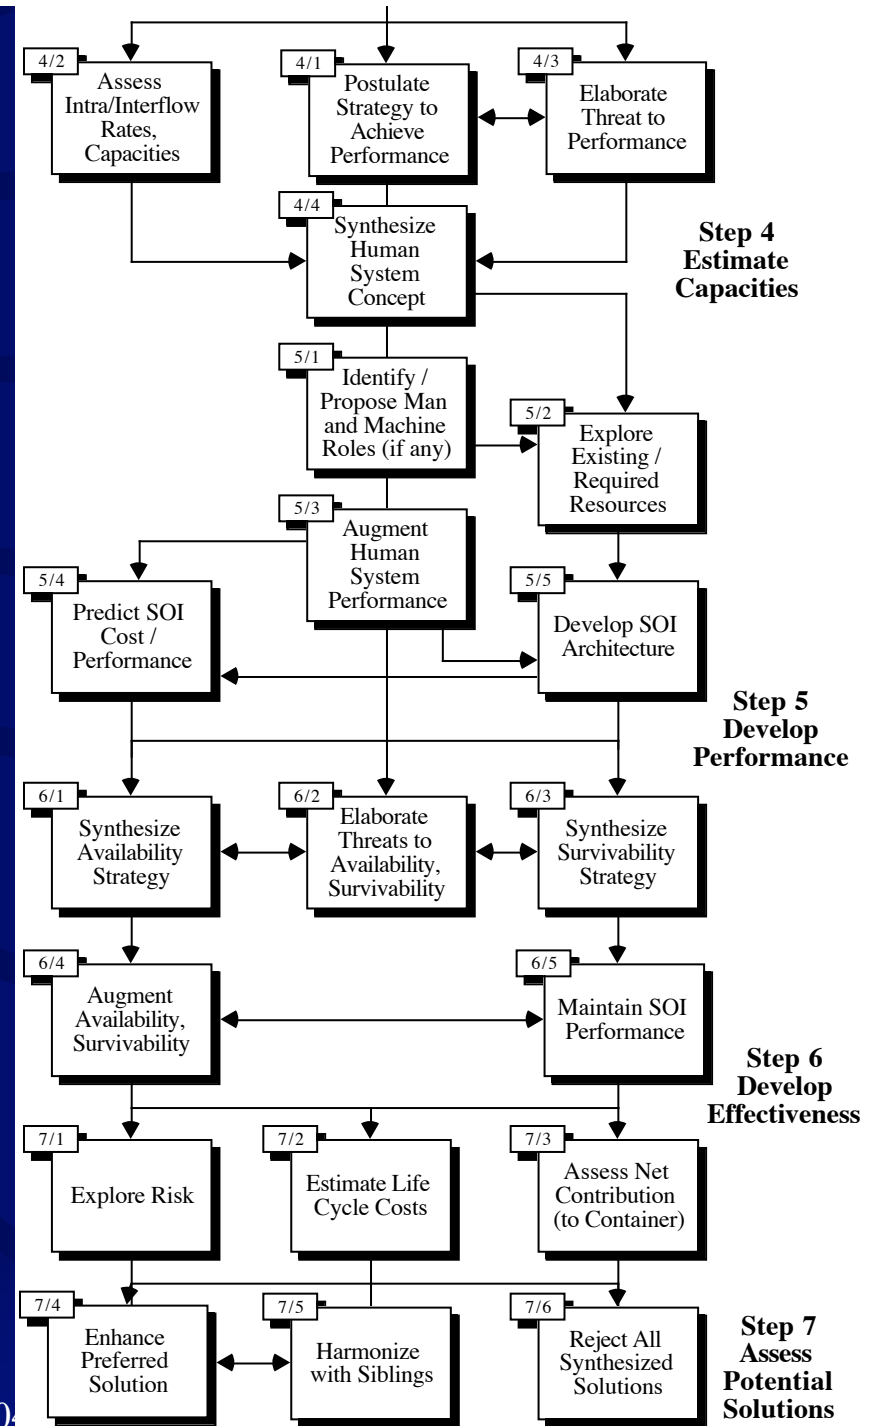 4/2
Assess
Intra/Interflow
Rates,
Capacities
4/1
Postulate
Strategy to
Achieve
Performance
4/3
Elaborate
Threat to
Performance
4/4
Synthesize
Human
System
Concept
Step 4
Estimate
Capacities
5/1
Identify /
Propose Man
and Machine
Roles (if any)
5/2
Explore
Existing /
Required
Resources
5/3
Augment
Human
System
Performance
5/4
Predict SOI
Cost /
Performance
5/5
Develop SOI
Architecture
Step 5
Develop
Performance
6/1
Synthesize
Availability
Strategy
6/2
Elaborate
Threats to
Availability,
Survivability
6/3
Synthesize
Survivability
Strategy
6/4
Augment
Availability,
Survivability
6/5
Maintain SOI
Performance
Step 6
Develop
Effectiveness
7/1
Explore Risk
7/2
Estimate Life
Cycle Costs
7/3
Assess Net
Contribution
(to Container)
7/4
Enhance
Preferred
Solution
7/5
Harmonize
with Siblings
7/6
Reject All
Synthesized
Solutions
Step 7
Assess
Potential
Solutions